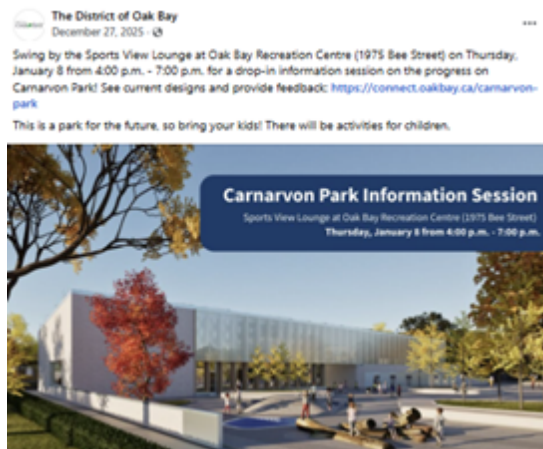 The District of Oak Bay
December 27, 2025 ·
Swing by the Sports View Lounge at Oak Bay Recreation Centre (1975 Bee Street) on Thursday,
January 8 from 4:00 p.m. - 7:00 p.m. for a drop-in information session on the progress on
Carnarvon Park! See current designs and provide feedback: https://connect.oakbay.ca/carnarvon-
park
This is a park for the future, so bring your kids! There will be activities for children.
Carnarvon Park Information Session
Sports View Lounge at Oak Bay Recreation Centre (1975 Bee Street)
Thursday, January 8 from 4:00 p.m. - 7:00 p.m.